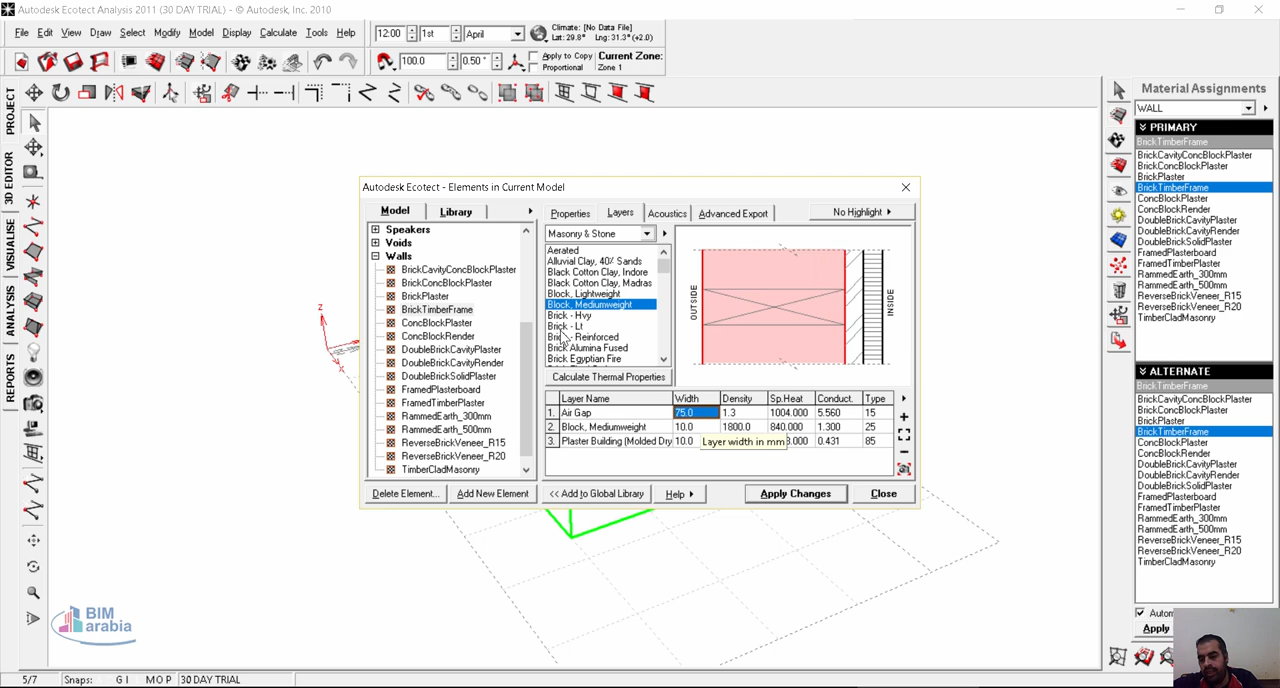 Autodesk Ecotect Analysis 2011 (30 DAY TRIAL) - © Autodesk, Inc. 2010
File Edit View Draw Select Modify Model Display Calculate Tools Help
12:00 1st April
Climate: [No Data File]
Lat: 29.8° Lng: 31.3° (+2.0)
100.0 0.50 °
Apply to Copy
Proportional
Current Zone:
Zone 1
PROJECT
3D EDITOR
VISUALISE
ANALYSIS
REPORTS
Z
X
Autodesk Ecotect - Elements in Current Model
Model Library
Speakers
Voids
Walls
BrickCavityConcBlockPlaster
BrickConcBlockPlaster
BrickPlaster
BrickTimberFrame
ConcBlockPlaster
ConcBlockRender
DoubleBrickCavityPlaster
DoubleBrickCavityRender
DoubleBrickSolidPlaster
FramedPlasterboard
FramedTimberPlaster
RammedEarth_300mm
RammedEarth_500mm
ReverseBrickVeneer_R15
ReverseBrickVeneer_R20
TimberCladMasonry
Properties Layers Acoustics Advanced Export
No Highlight
Masonry & Stone
Aerated
Alluvial Clay, 40% Sands
Black Cotton Clay, Indore
Black Cotton Clay, Madras
Block, Lightweight
Block, Mediumweight
Brick - Hvy
Brick - Lt
Brick - Reinforced
Brick Alumina Fused
Brick Egyptian Fire
OUTSIDE
INSIDE
Calculate Thermal Properties
Layer Name Width Density Sp.Heat Conduct. Type
1. Air Gap 75.0 1.3 1004.000 5.560 15
2. Block, Mediumweight 10.0 1800.0 840.000 1.300 25
3. Plaster Building (Molded Dry 10.0 0.431 85
Layer width in mm
Delete Element... Add New Element << Add to Global Library Help Apply Changes Close
Material Assignments
WALL
PRIMARY
BrickTimberFrame
BrickCavityConcBlockPlaster
BrickConcBlockPlaster
BrickPlaster
BrickTimberFrame
ConcBlockPlaster
ConcBlockRender
DoubleBrickCavityPlaster
DoubleBrickCavityRender
DoubleBrickSolidPlaster
FramedPlasterboard
FramedTimberPlaster
RammedEarth_300mm
RammedEarth_500mm
ReverseBrickVeneer_R15
ReverseBrickVeneer_R20
TimberCladMasonry
ALTERNATE
BrickTimberFrame
BrickCavityConcBlockPlaster
BrickConcBlockPlaster
BrickPlaster
BrickTimberFrame
ConcBlockPlaster
ConcBlockRender
DoubleBrickCavityPlaster
DoubleBrickCavityRender
DoubleBrickSolidPlaster
FramedPlasterboard
FramedTimberPlaster
RammedEarth_300mm
RammedEarth_500mm
ReverseBrickVeneer_R15
ReverseBrickVeneer_R20
TimberCladMasonry
Apply
BIM
arabia
5/7 Snaps: G I M O P 30 DAY TRIAL